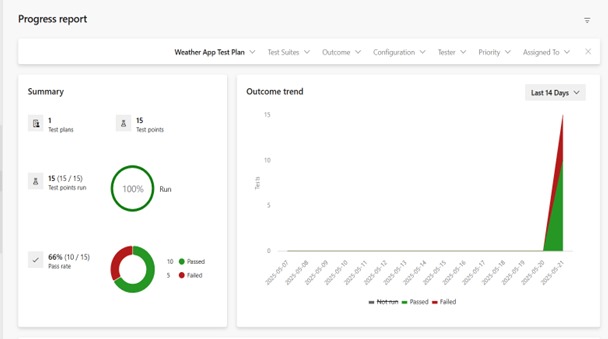 Progress report
Weather App Test Plan Test Suites Outcome Configuration Tester Priority Assigned To
Summary
1
Test plans
15
Test points
15 (15 / 15)
Test points run
100%
Run
66% (10 / 15)
Pass rate
10 Passed
5 Failed
Outcome trend
Last 14 Days
15
10
5
0
Tests
2025-05-07
2025-05-08
2025-05-09
2025-05-10
2025-05-11
2025-05-12
2025-05-13
2025-05-14
2025-05-15
2025-05-16
2025-05-17
2025-05-18
2025-05-19
2025-05-20
2025-05-21
Not run Passed Failed